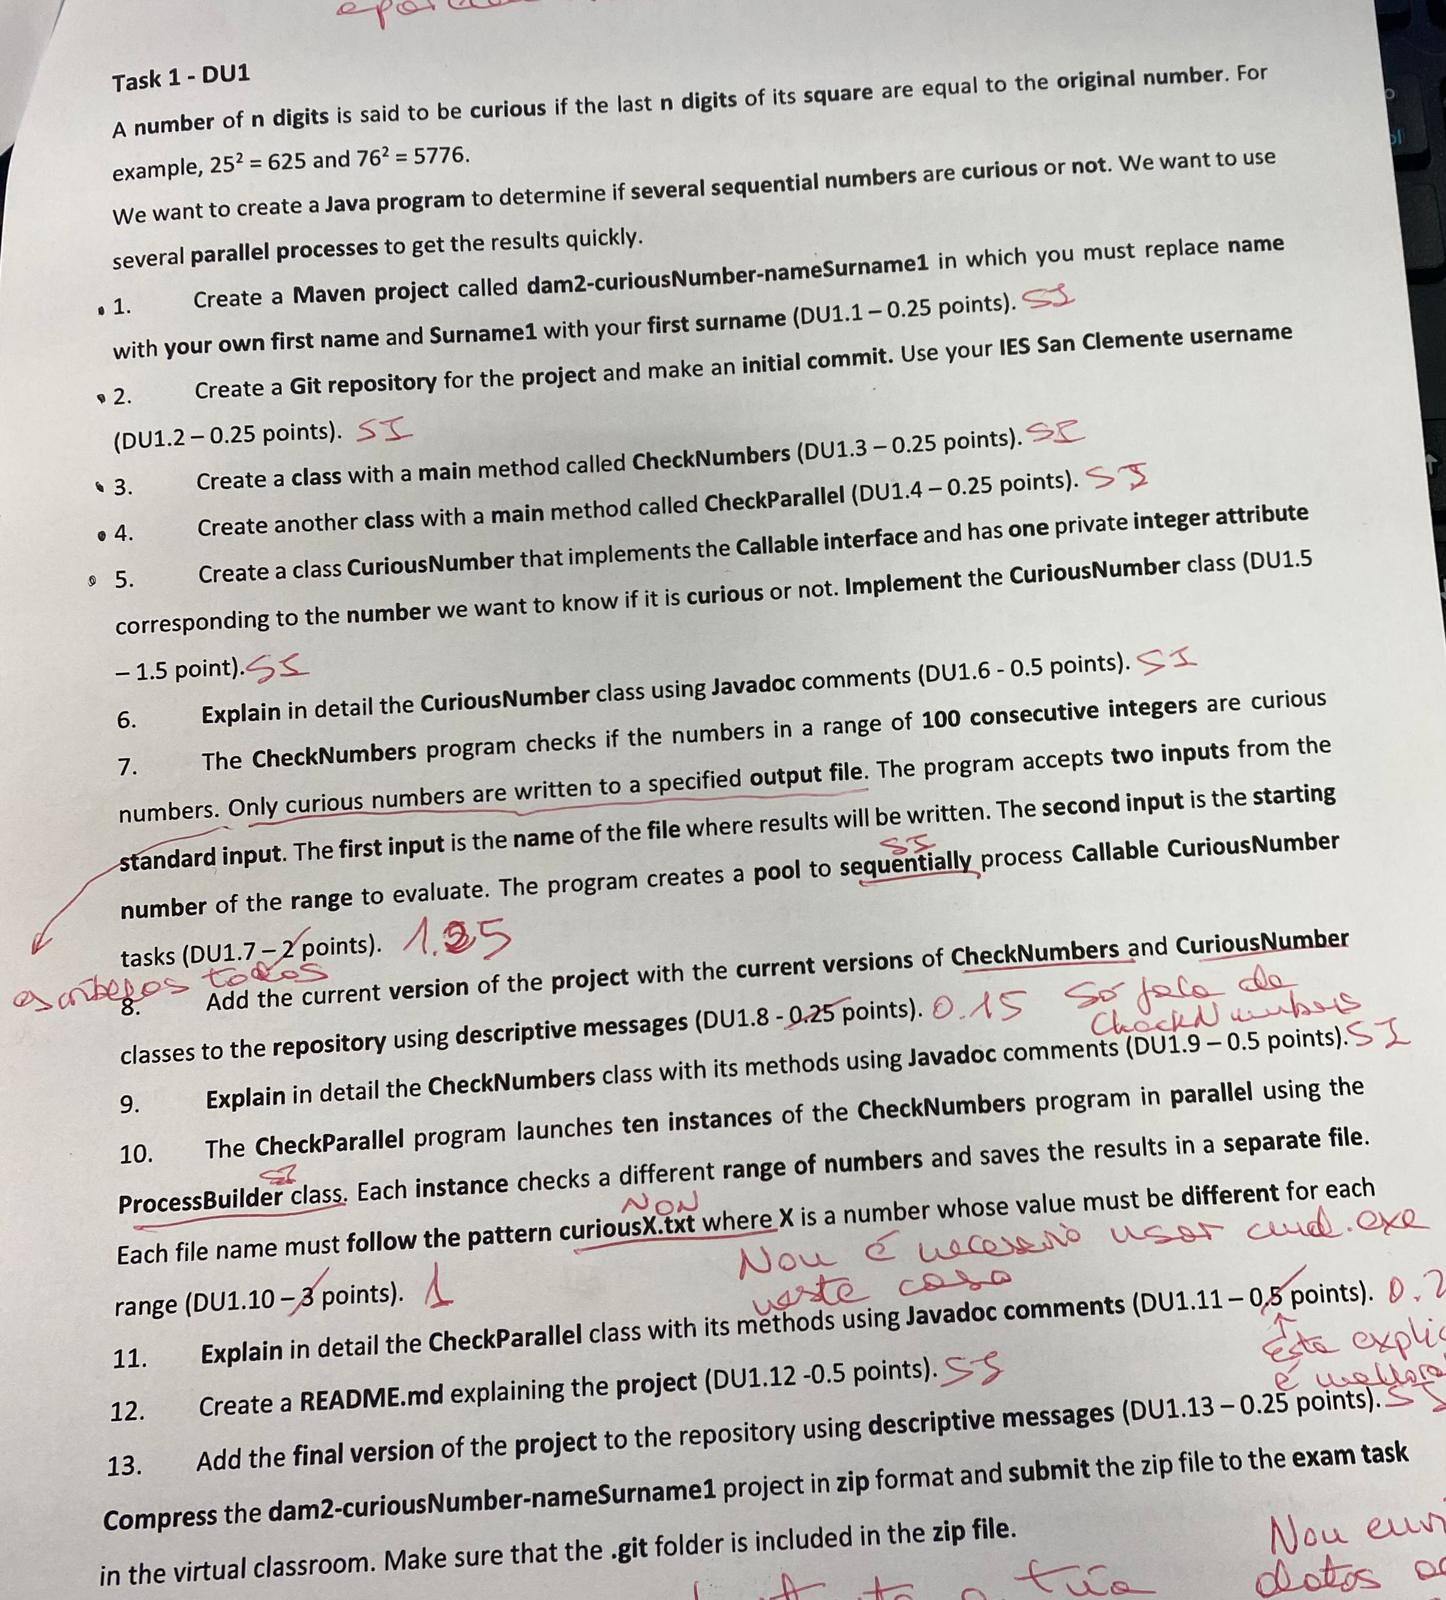 Task 1 - DU1
A number of n digits is said to be curious if the last n digits of its square are equal to the original number. For
example, 25² = 625 and 76² = 5776.
We want to create a Java program to determine if several sequential numbers are curious or not. We want to use
several parallel processes to get the results quickly.
1. Create a Maven project called dam2-curiousNumber-nameSurname1 in which you must replace name
with your own first name and Surname1 with your first surname (DU1.1 – 0.25 points). SI
2. Create a Git repository for the project and make an initial commit. Use your IES San Clemente username
(DU1.2 – 0.25 points). SI
3. Create a class with a main method called CheckNumbers (DU1.3 – 0.25 points). SI
4. Create another class with a main method called CheckParallel (DU1.4 – 0.25 points). SI
5. Create a class CuriousNumber that implements the Callable interface and has one private integer attribute
corresponding to the number we want to know if it is curious or not. Implement the CuriousNumber class (DU1.5
– 1.5 point). SI
6. Explain in detail the CuriousNumber class using Javadoc comments (DU1.6 - 0.5 points). SI
7. The CheckNumbers program checks if the numbers in a range of 100 consecutive integers are curious
numbers. Only curious numbers are written to a specified output file. The program accepts two inputs from the
standard input. The first input is the name of the file where results will be written. The second input is the starting
SI
number of the range to evaluate. The program creates a pool to sequentially process Callable CuriousNumber
tasks (DU1.7 – 2 points). 1.25
todos
8. Add the current version of the project with the current versions of CheckNumbers and CuriousNumber
classes to the repository using descriptive messages (DU1.8 - 0.25 points). 0.15 Só fala de
CheckNumbers
9. Explain in detail the CheckNumbers class with its methods using Javadoc comments (DU1.9 – 0.5 points). SI
10. The CheckParallel program launches ten instances of the CheckNumbers program in parallel using the
SI
ProcessBuilder class. Each instance checks a different range of numbers and saves the results in a separate file.
NON
Each file name must follow the pattern curiousX.txt where X is a number whose value must be different for each
Non é necesario usar cmd.exe
neste caso
range (DU1.10 – 3 points). 1
11. Explain in detail the CheckParallel class with its methods using Javadoc comments (DU1.11 – 0,5 points).
Esta
é
12. Create a README.md explaining the project (DU1.12 -0.5 points). SI
13. Add the final version of the project to the repository using descriptive messages (DU1.13 – 0.25 points). SI
Compress the dam2-curiousNumber-nameSurname1 project in zip format and submit the zip file to the exam task
in the virtual classroom. Make sure that the .git folder is included in the zip file.
Non
datos
a túa